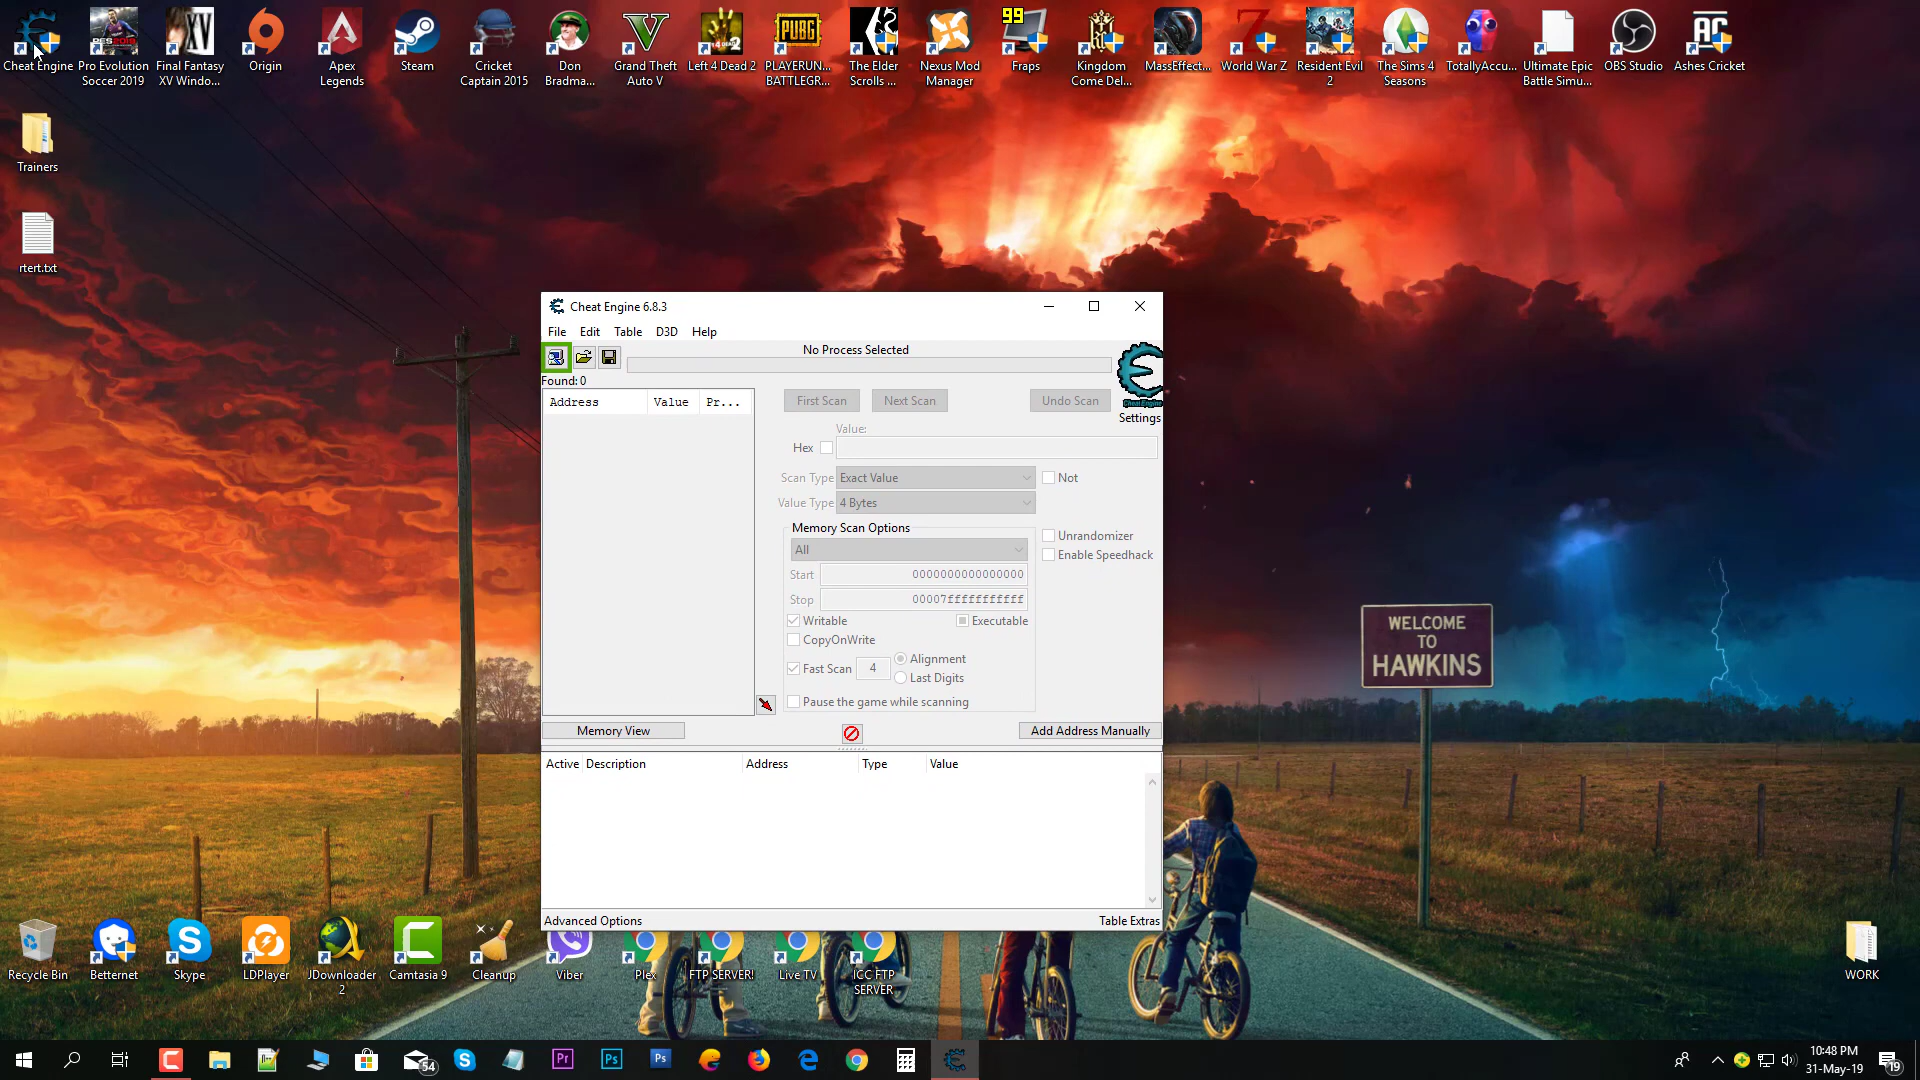 Cheat Engine
Pro Evolution
Soccer 2019
Final Fantasy
XV Windo...
Origin
Apex
Legends
Steam
Cricket
Captain 2015
Don
Bradma...
Grand Theft
Auto V
Left 4 Dead 2
PLAYERUN...
BATTLEGR...
The Elder
Scrolls ...
Nexus Mod
Manager
99
Fraps
Kingdom
Come Del...
MassEffect...
World War Z
Resident Evil
2
The Sims 4
Seasons
TotallyAccu...
Ultimate Epic
Battle Simu...
OBS Studio
Ashes Cricket
Trainers
rtert.txt
Cheat Engine 6.8.3
File Edit Table D3D Help
No Process Selected
Found: 0
Address Value Pr...
First Scan Next Scan Undo Scan
Cheat Engine
Settings
Value:
Hex
Scan Type Exact Value Not
Value Type 4 Bytes
Memory Scan Options
All
Unrandomizer
Enable Speedhack
Start 0000000000000000
Stop 00007fffffffffff
Writable Executable
CopyOnWrite
Fast Scan 4 Alignment
Last Digits
Pause the game while scanning
Memory View Add Address Manually
Active Description Address Type Value
Advanced Options Table Extras
WELCOME
TO
HAWKINS
Recycle Bin
Betternet
Skype
LDPlayer
JDownloader
2
Camtasia 9
Cleanup
Viber
Plex
FTP SERVER!
Live TV
ICC FTP
SERVER
WORK
54
Pr
Ps
Ps
10:48 PM
31-May-19
19